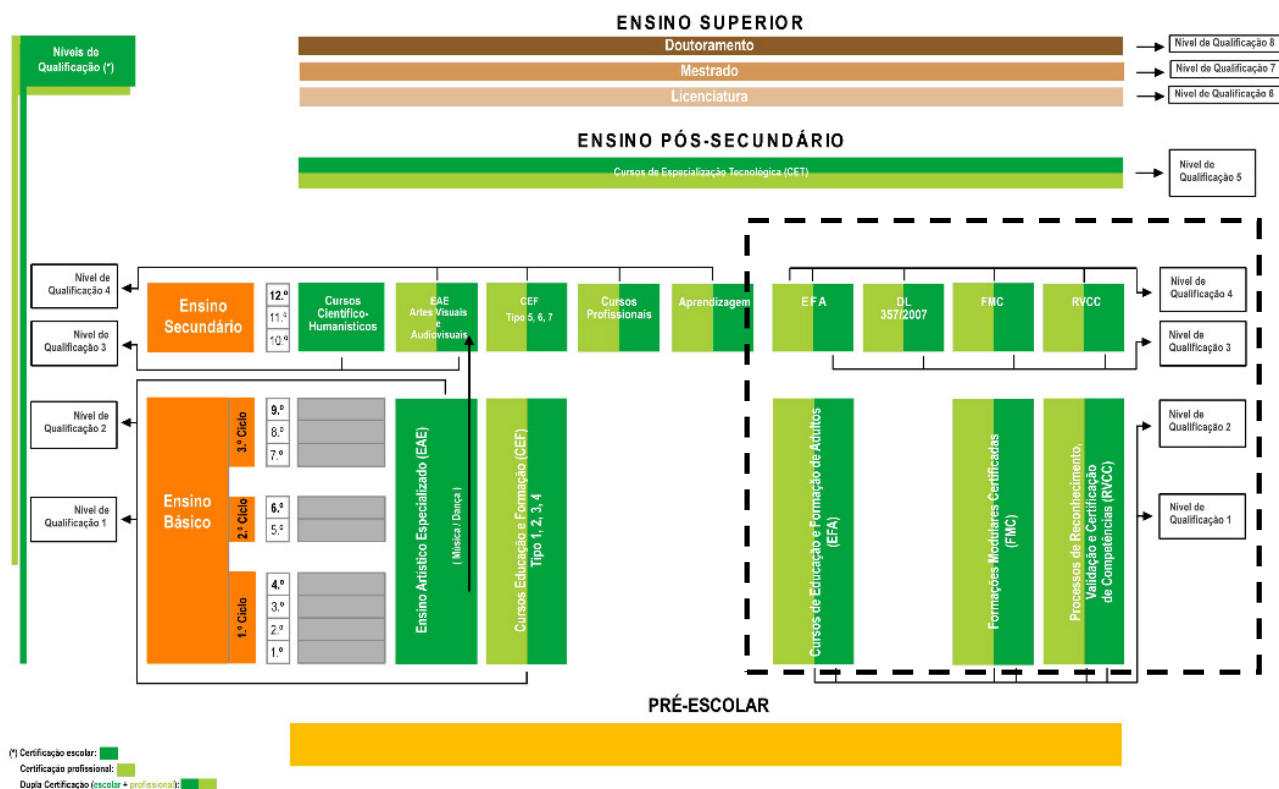 ENSINO SUPERIOR
Níveis de
Qualificação (*)
Doutoramento
Nível de Qualificação 8
Mestrado
Nível de Qualificação 7
Licenciatura
Nível de Qualificação 6
ENSINO PÓS-SECUNDÁRIO
Cursos de Especialização Tecnológica (CET)
Nível de
Qualificação 5
Nível de
Qualificação 4
Nível de
Qualificação 3
Ensino
Secundário
12.º
11.º
10.º
Cursos
Científico-
Humanísticos
EAE
Artes Visuais
e
Audiovisuais
CEF
Tipo 5, 6, 7
Cursos
Profissionais
Aprendizagem
EFA
DL
357/2007
FMC
RVCC
Nível de
Qualificação 4
Nível de
Qualificação 3
Nível de
Qualificação 2
Nível de
Qualificação 1
Ensino
Básico
3.º Ciclo
2.º Ciclo
1.º Ciclo
9.º
8.º
7.º
6.º
5.º
4.º
3.º
2.º
1.º
Ensino Artístico Especializado (EAE)
( Música / Dança )
Cursos Educação e Formação (CEF)
Tipo 1, 2, 3, 4
Cursos de Educação e Formação de Adultos
(EFA)
Formações Modulares Certificadas
(FMC)
Processos de Reconhecimento,
Validação e Certificação
de Competências (RVCC)
Nível de
Qualificação 2
Nível de
Qualificação 1
PRÉ-ESCOLAR
(*) Certificação escolar:
Certificação profissional:
Dupla Certificação (escolar + profissional):